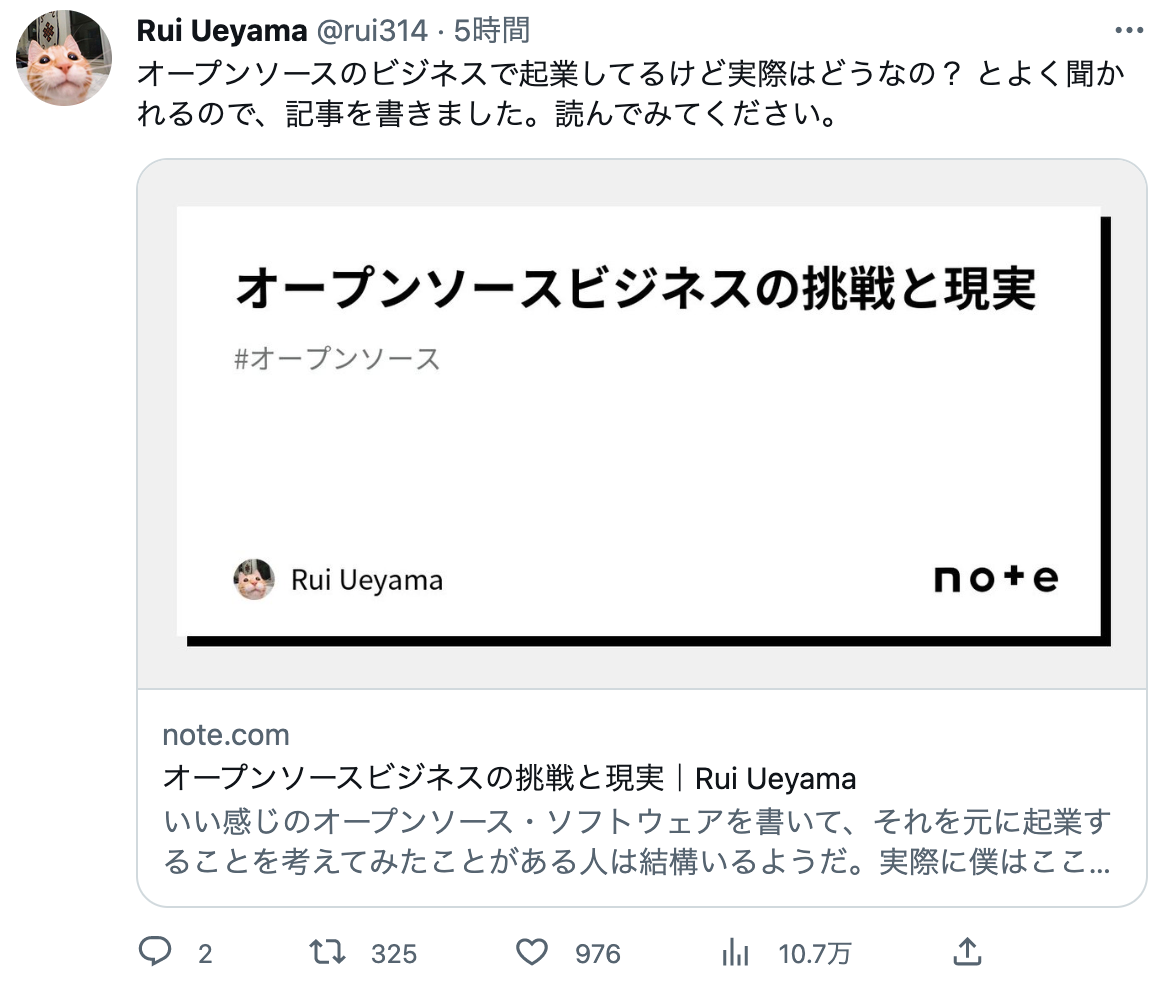 Rui Ueyama @rui314 · 5時間
オープンソースのビジネスで起業してるけど実際はどうなの？ とよく聞か
れるので、記事を書きました。読んでみてください。
オープンソースビジネスの挑戦と現実
#オープンソース
Rui Ueyama
note
note.com
オープンソースビジネスの挑戦と現実｜Rui Ueyama
いい感じのオープンソース・ソフトウェアを書いて、それを元に起業す
ることを考えてみたことがある人は結構いるようだ。実際に僕はここ...
2 325 976 10.7万